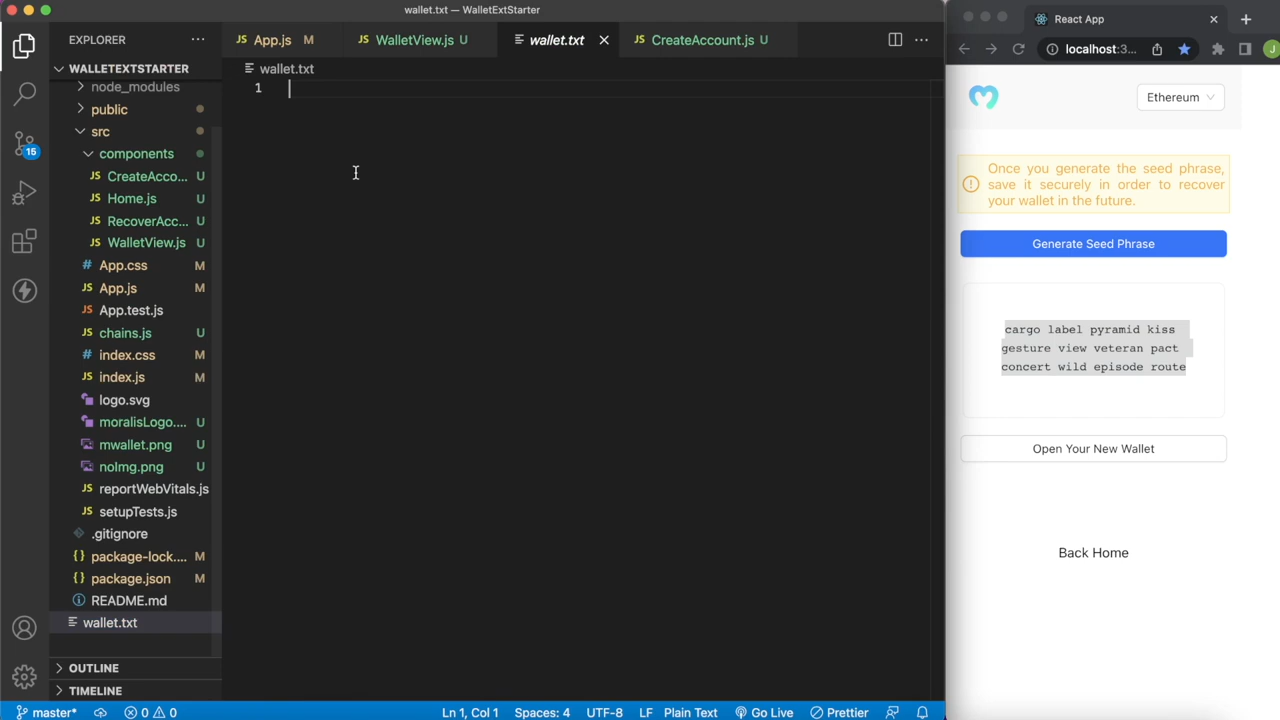 wallet.txt — WalletExtStarter
EXPLORER
WALLETEXTSTARTER
node_modules
public
src
components
CreateAcco... U
Home.js U
RecoverAcc... U
WalletView.js U
App.css M
App.js M
App.test.js
chains.js U
index.css M
index.js M
logo.svg
moralisLogo.... U
mwallet.png U
noImg.png U
reportWebVitals.js
setupTests.js
.gitignore
package-lock.... M
package.json M
README.md
wallet.txt
OUTLINE
TIMELINE
15
App.js M
WalletView.js U
wallet.txt
CreateAccount.js U
wallet.txt
1
master*
0 0
Ln 1, Col 1
Spaces: 4
UTF-8
LF
Plain Text
Go Live
Prettier
React App
localhost:3...
J
Ethereum
Once you generate the seed phrase,
save it securely in order to recover
your wallet in the future.
Generate Seed Phrase
cargo label pyramid kiss
gesture view veteran pact
concert wild episode route
Open Your New Wallet
Back Home